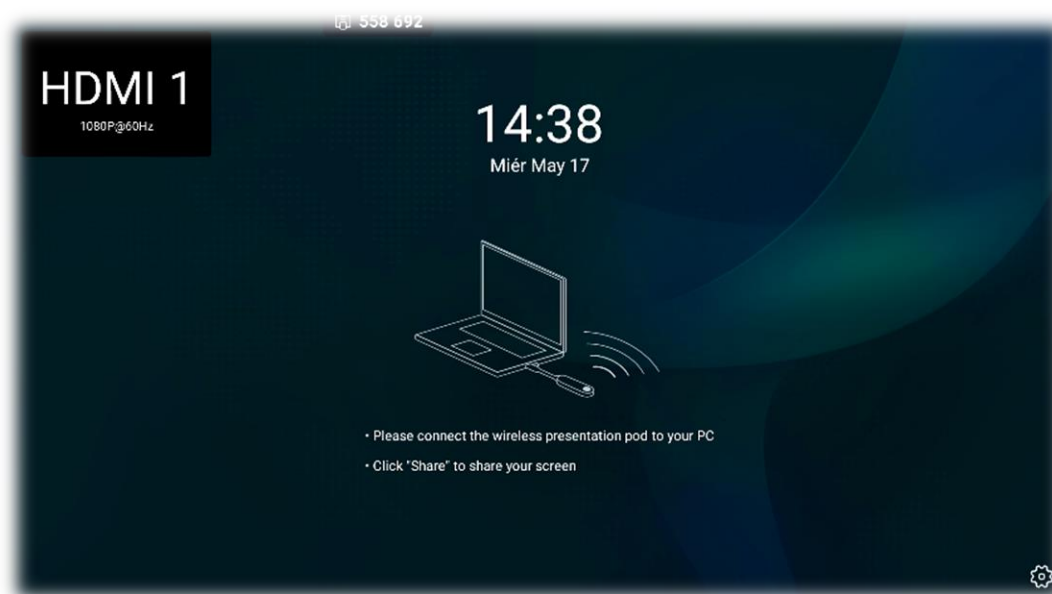 558 692
HDMI 1
1080P@60Hz
14:38
Miér May 17
• Please connect the wireless presentation pod to your PC
• Click "Share" to share your screen